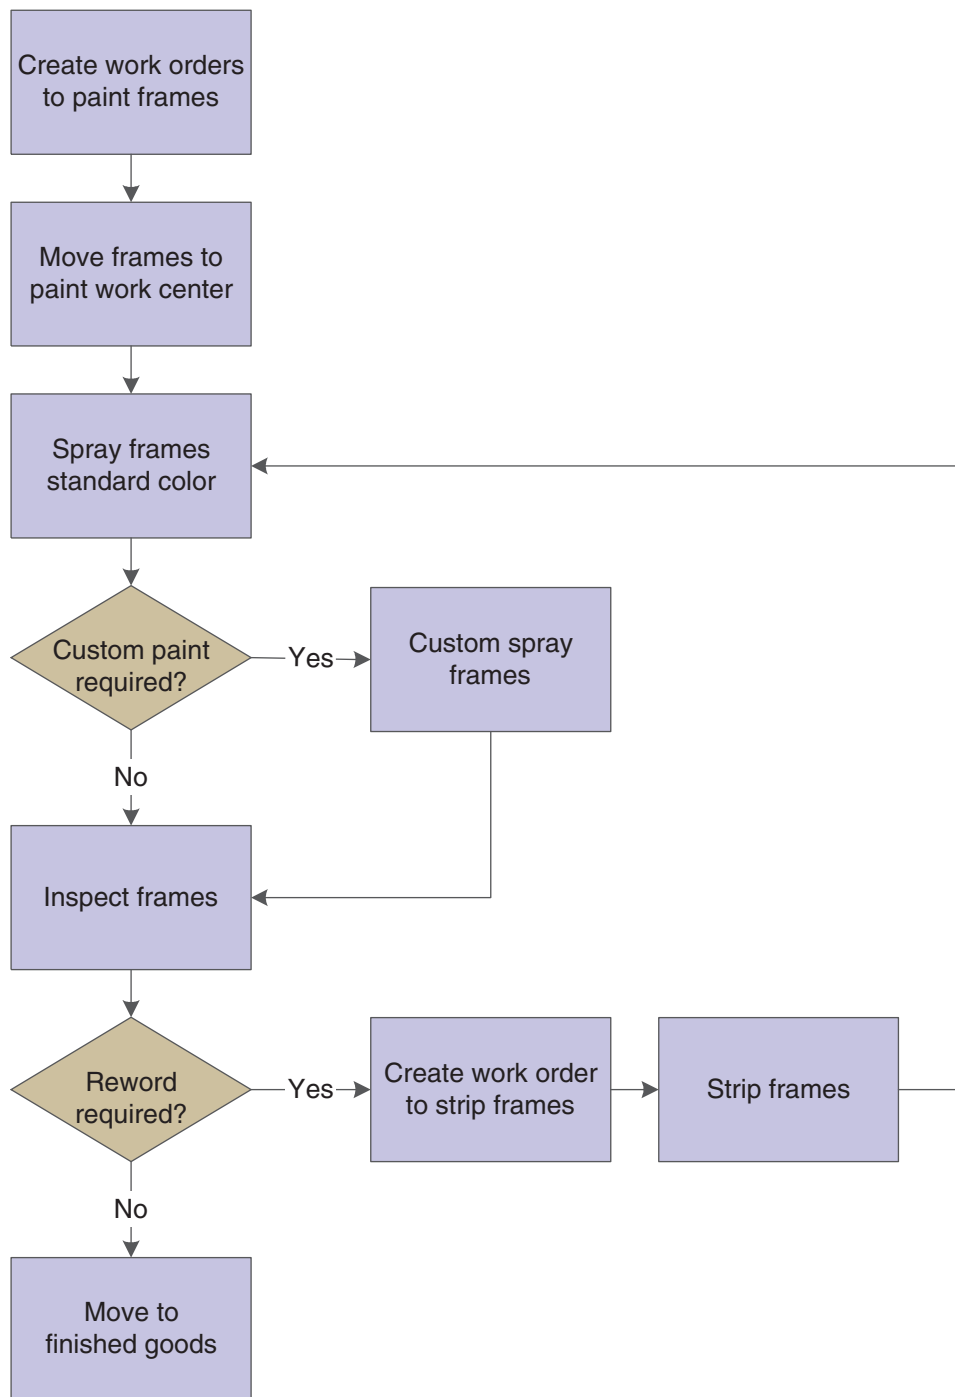 Create work orders
to paint frames
Move frames to
paint work center
Spray frames
standard color
Custom paint
required?
Yes
Custom spray
frames
No
Inspect frames
Reword
required?
Yes
Create work order
to strip frames
Strip frames
No
Move to
finished goods